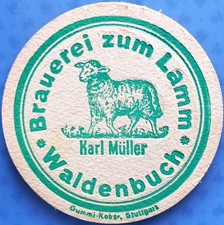 Brauerei zum Lamm
Karl Müller
* Waldenbuch *
Gummi-Kober, Stuttgart